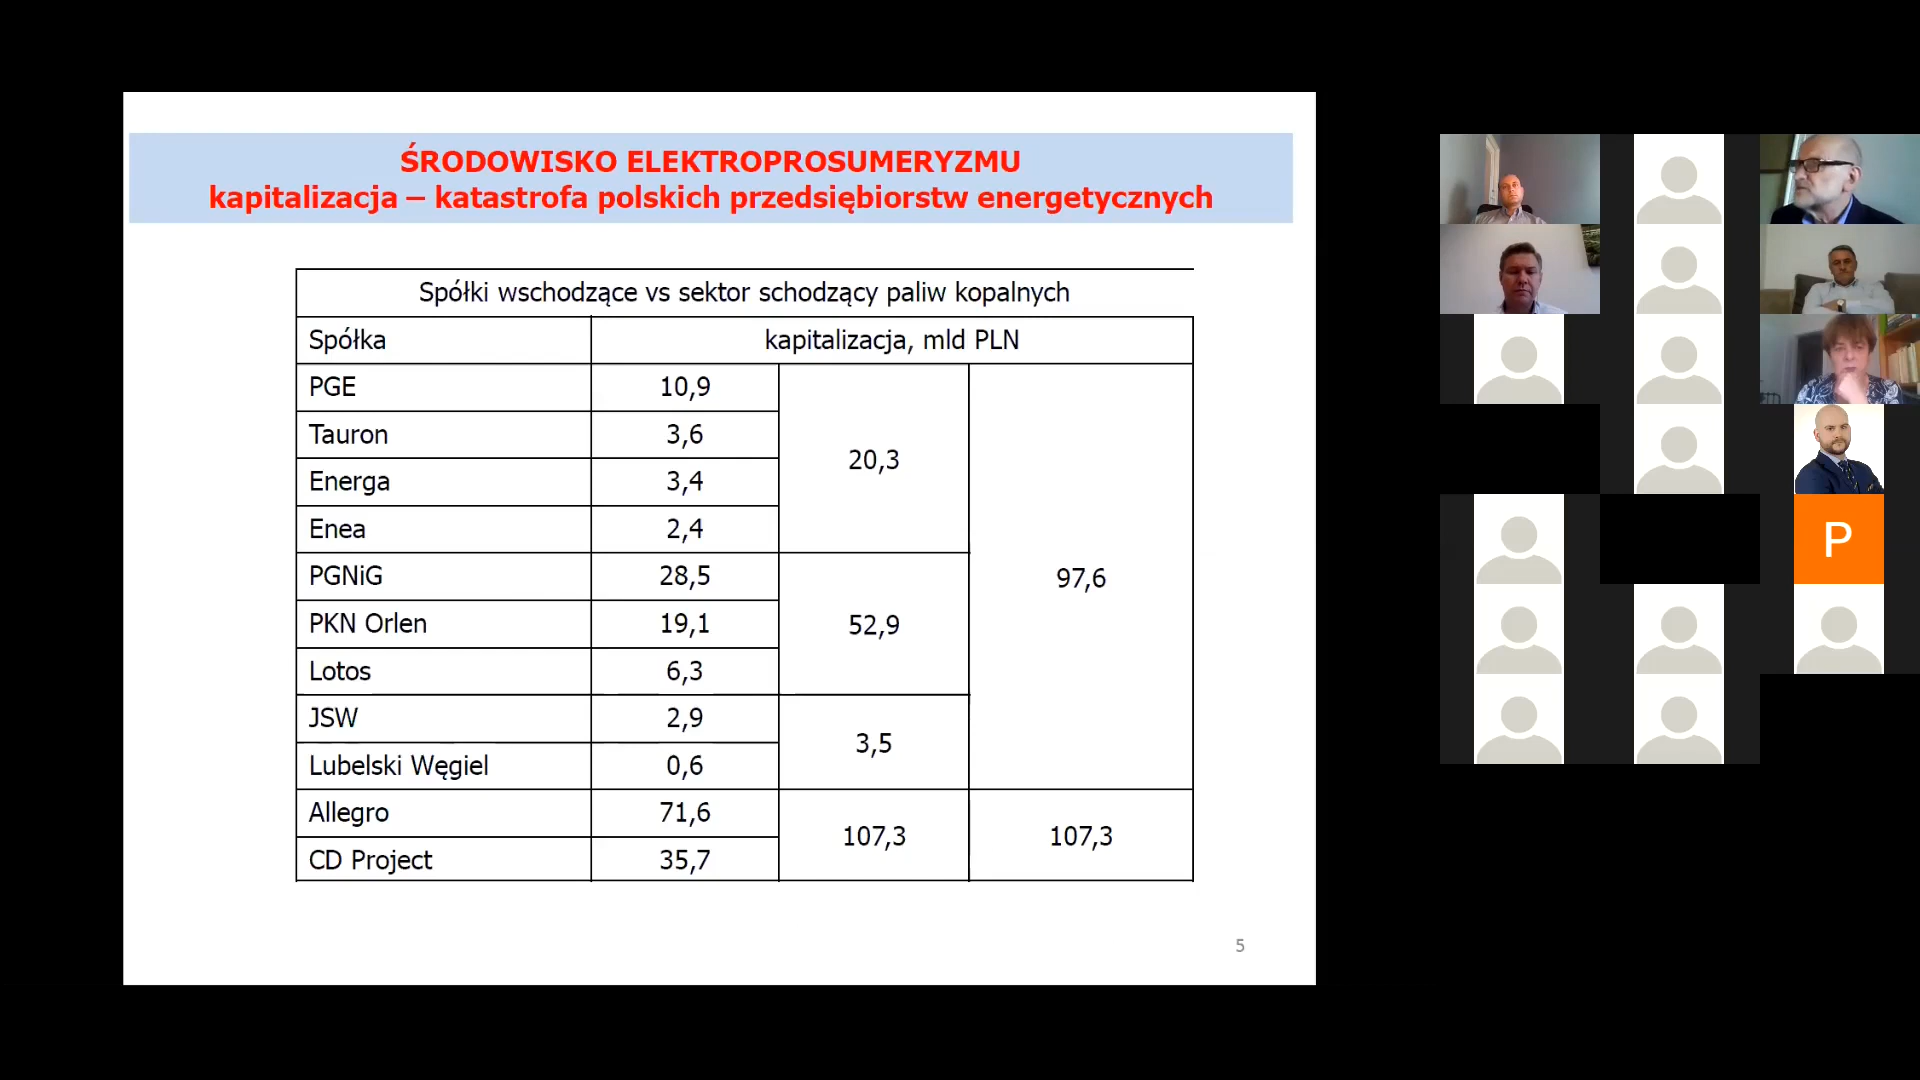 ŚRODOWISKO ELEKTROPROSUMERYZMU
kapitalizacja – katastrofa polskich przedsiębiorstw energetycznych
Spółki wschodzące vs sektor schodzący paliw kopalnych
Spółka kapitalizacja, mld PLN
PGE 10,9
Tauron 3,6
20,3
Energa 3,4
Enea 2,4
PGNiG 28,5
97,6
PKN Orlen 19,1
52,9
Lotos 6,3
JSW 2,9
3,5
Lubelski Węgiel 0,6
Allegro 71,6
107,3 107,3
CD Project 35,7
5
P